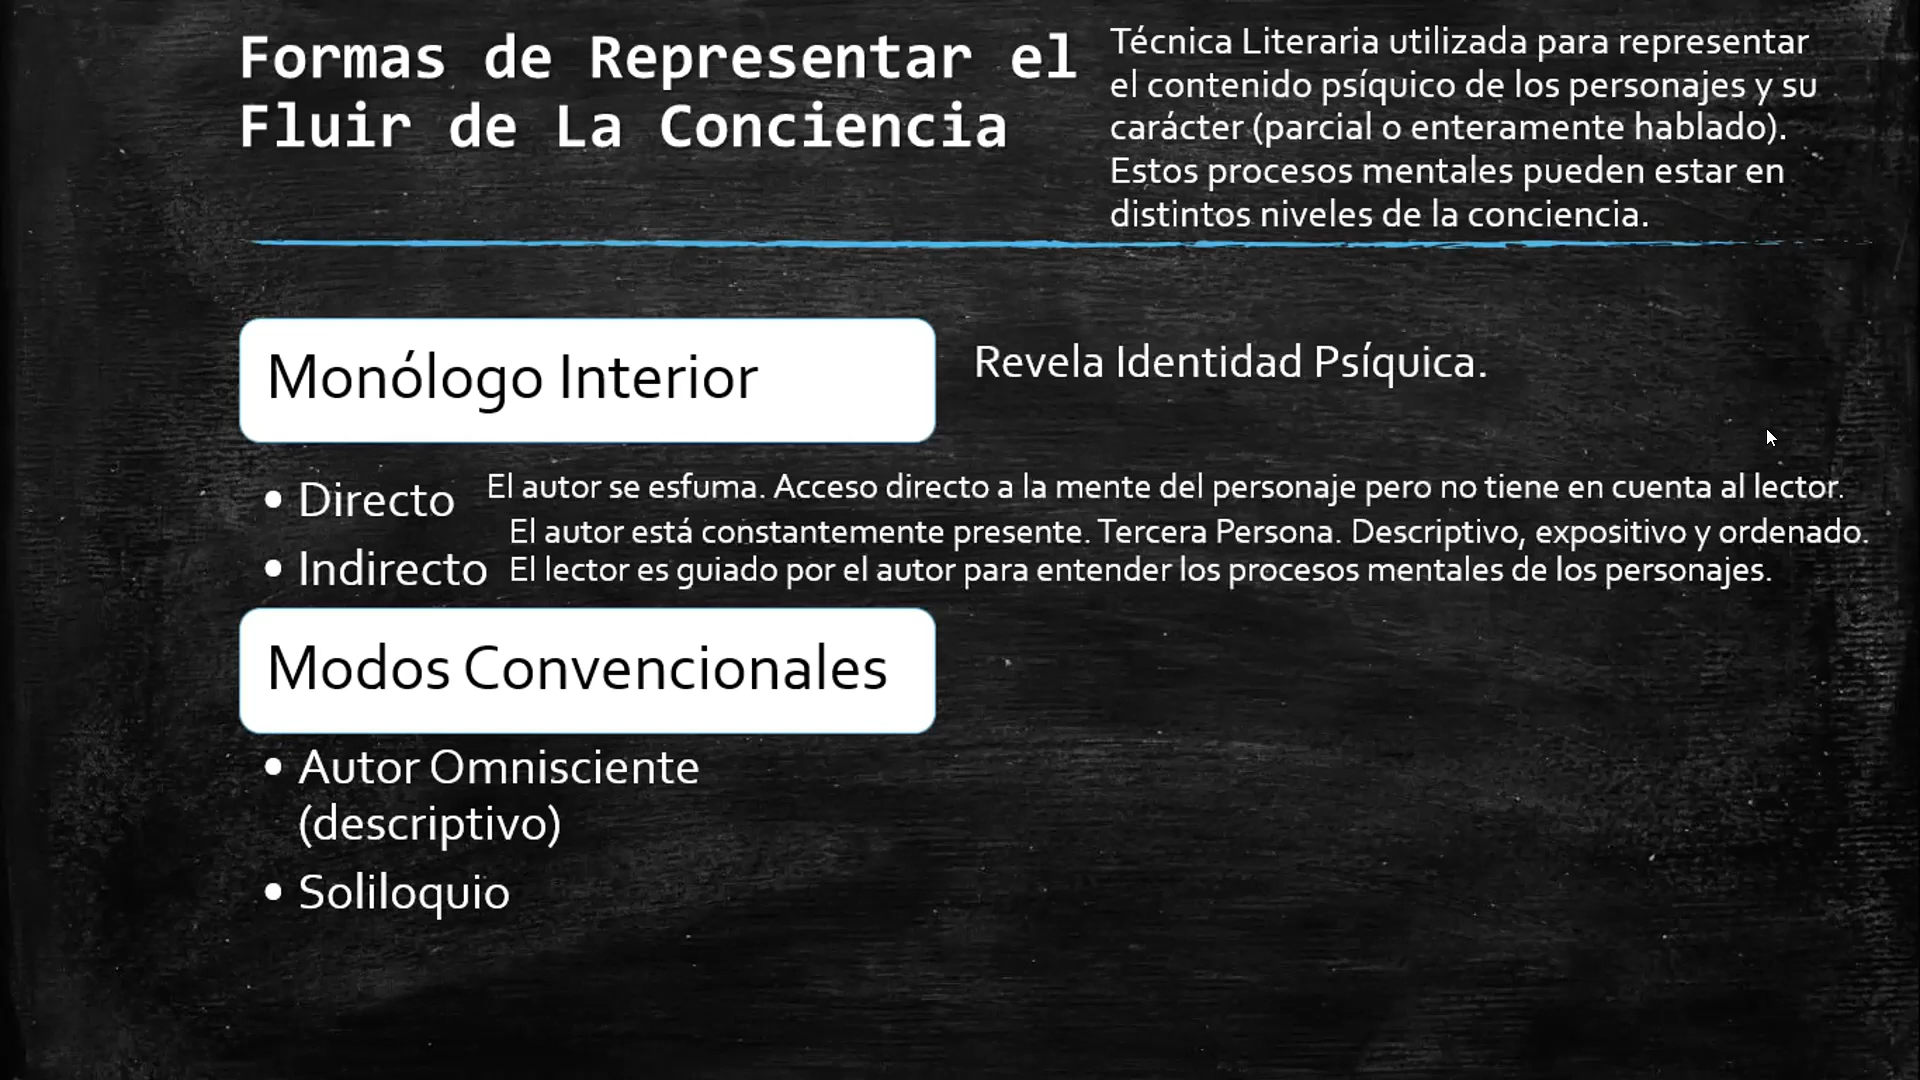 Formas de Representar el
Fluir de La Conciencia
Técnica Literaria utilizada para representar
el contenido psíquico de los personajes y su
carácter (parcial o enteramente hablado).
Estos procesos mentales pueden estar en
distintos niveles de la conciencia.
Monólogo Interior
Revela Identidad Psíquica.
• Directo
El autor se esfuma. Acceso directo a la mente del personaje pero no tiene en cuenta al lector.
• Indirecto
El autor está constantemente presente. Tercera Persona. Descriptivo, expositivo y ordenado.
El lector es guiado por el autor para entender los procesos mentales de los personajes.
Modos Convencionales
• Autor Omnisciente
(descriptivo)
• Soliloquio